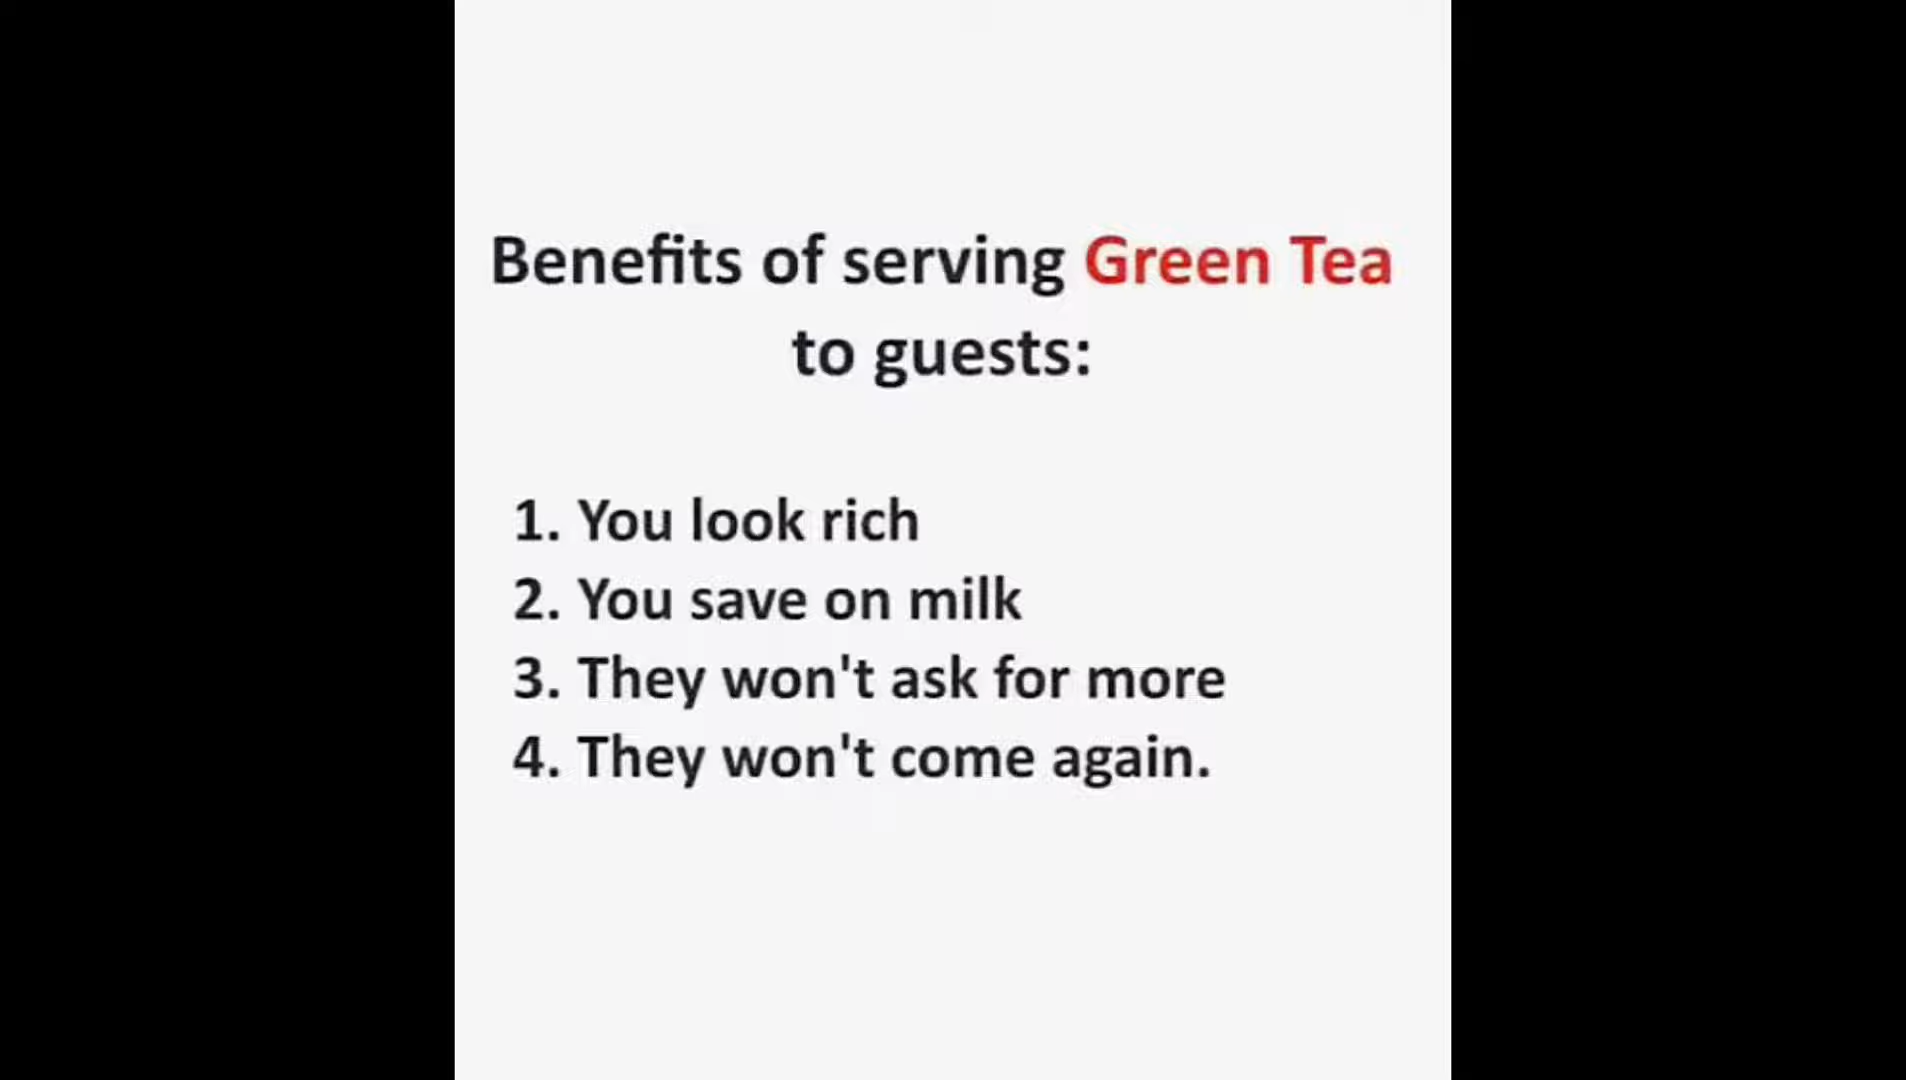 Benefits of serving Green Tea
to guests:
1. You look rich
2. You save on milk
3. They won't ask for more
4. They won't come again.